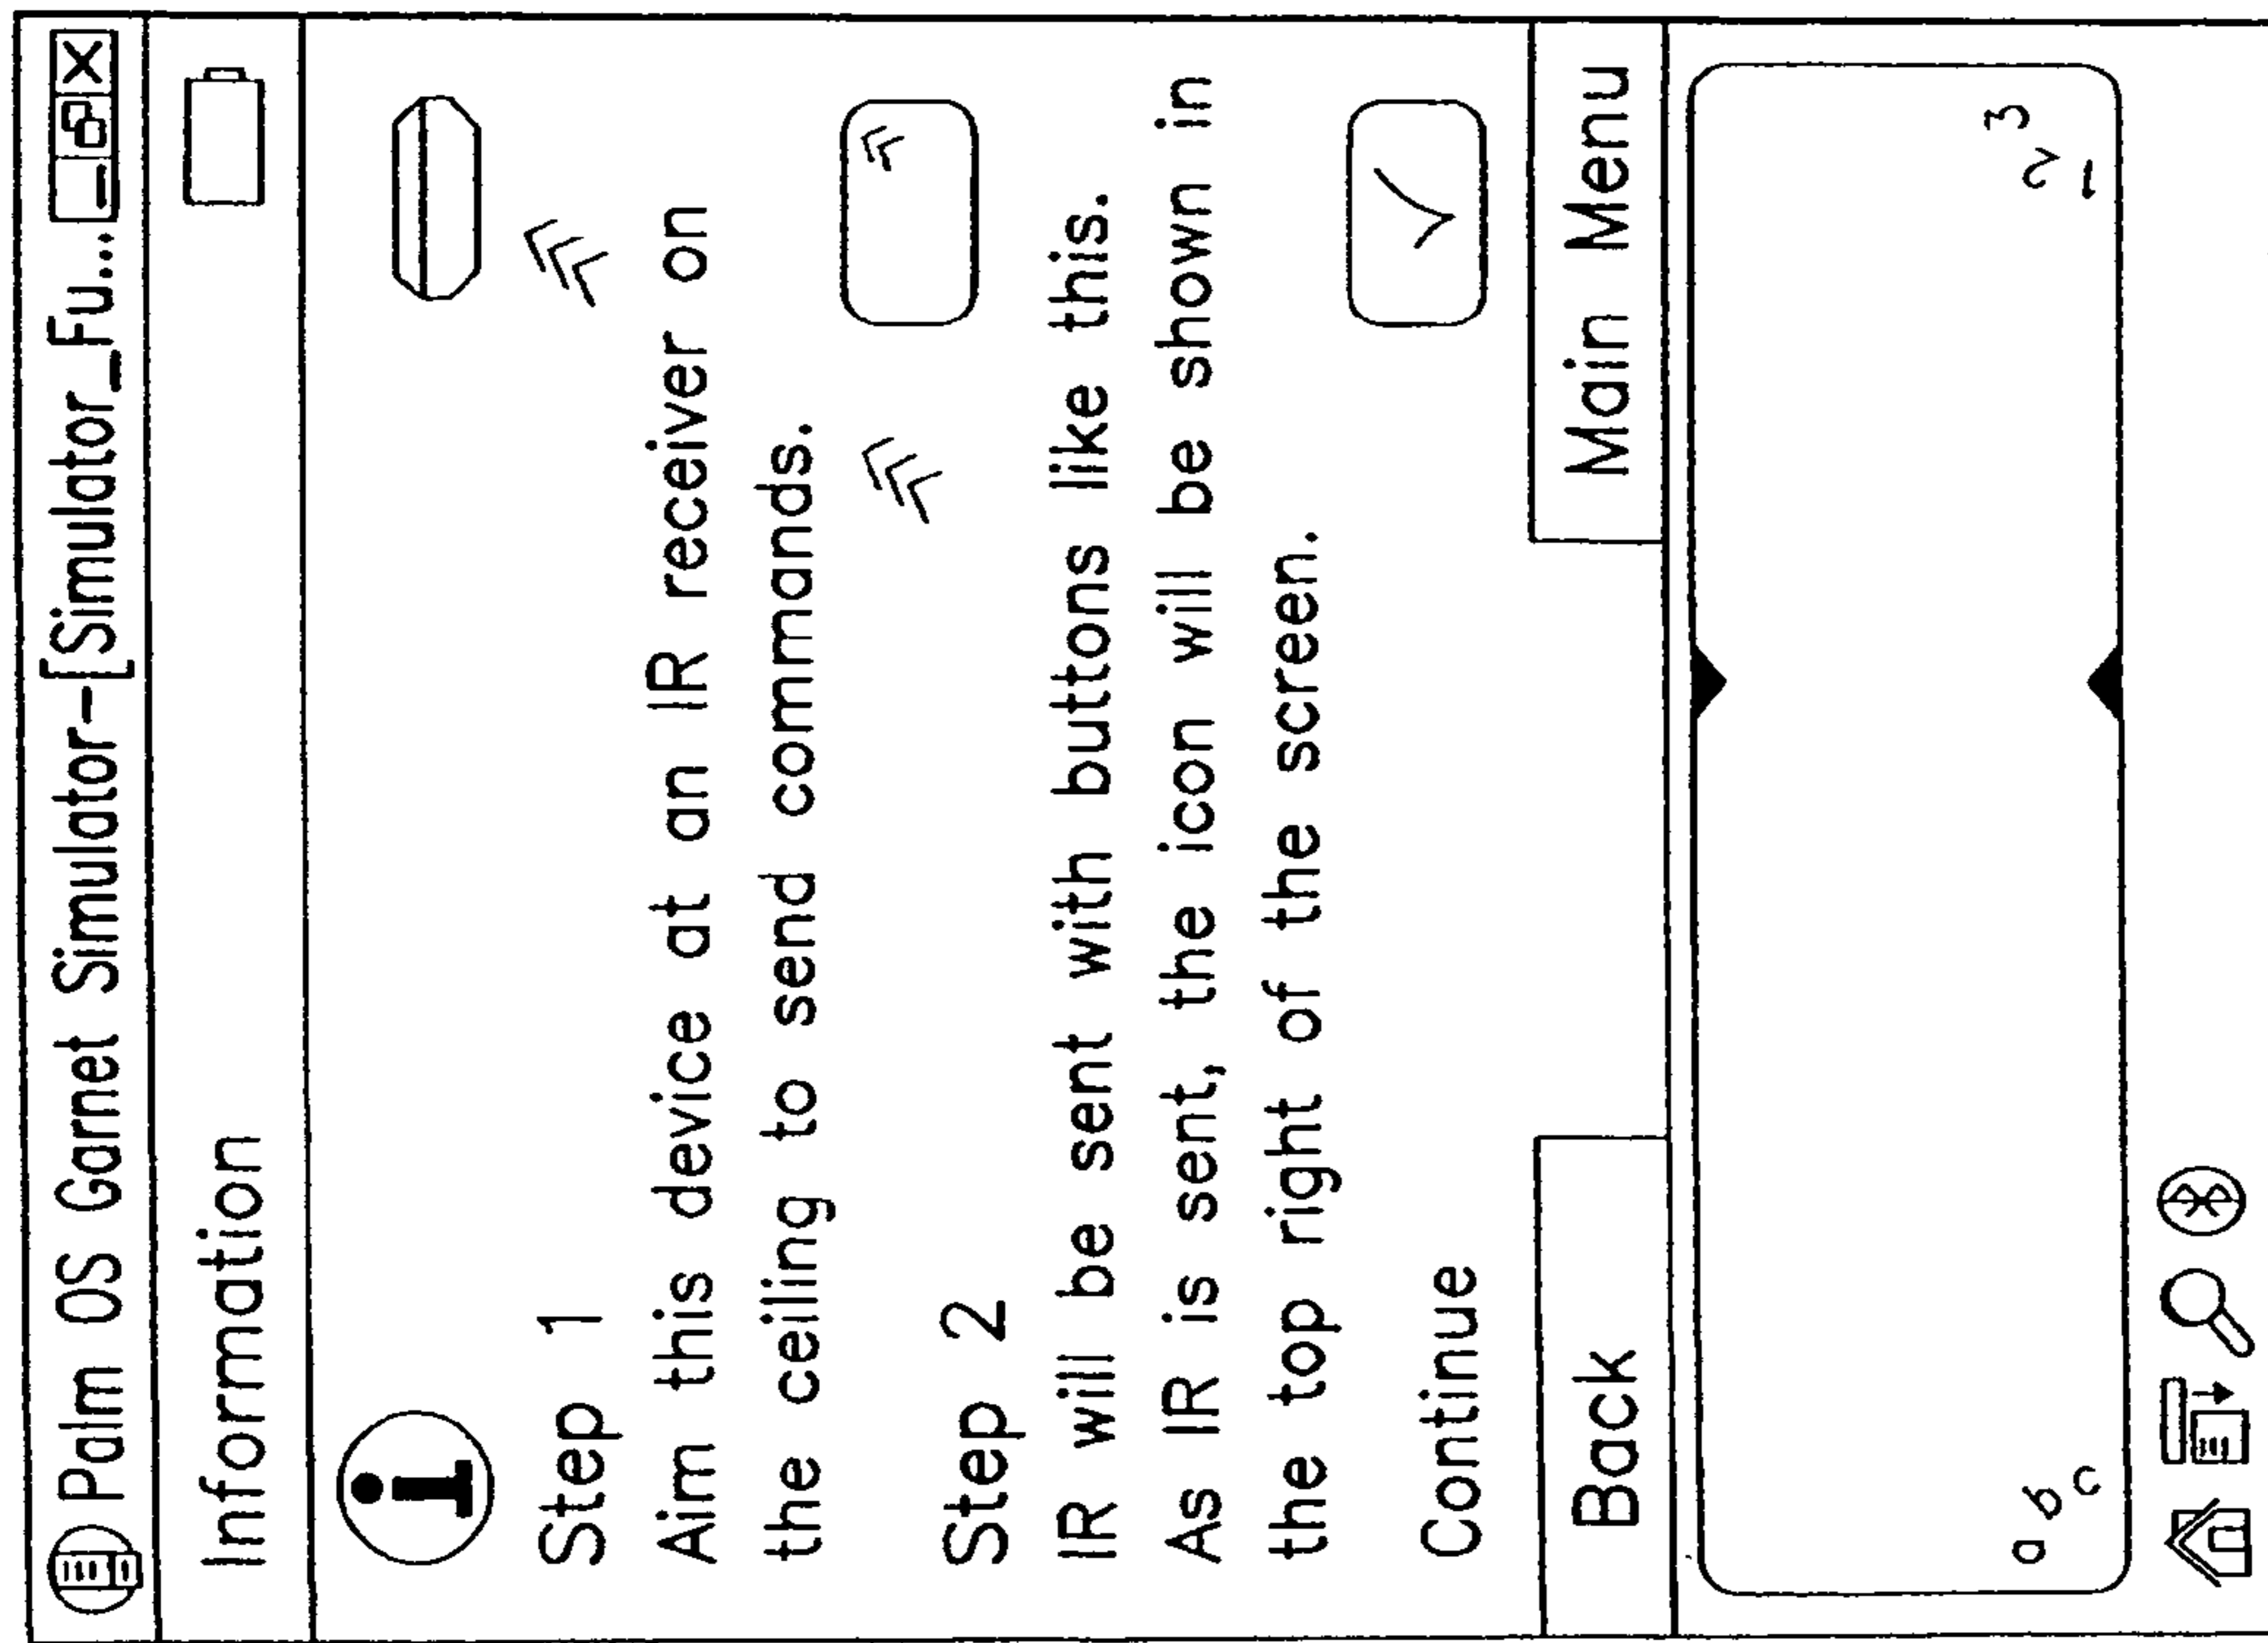 Palm OS Garnet Simulator-[Simulator_Fu...
Information
i
Step 1
Aim this device at an IR receiver on
the ceiling to send commands.
Step 2
IR will be sent with buttons like this.
As IR is sent, the icon will be shown in
the top right of the screen.
Continue
Back Main Menu
a b c 1 2 3